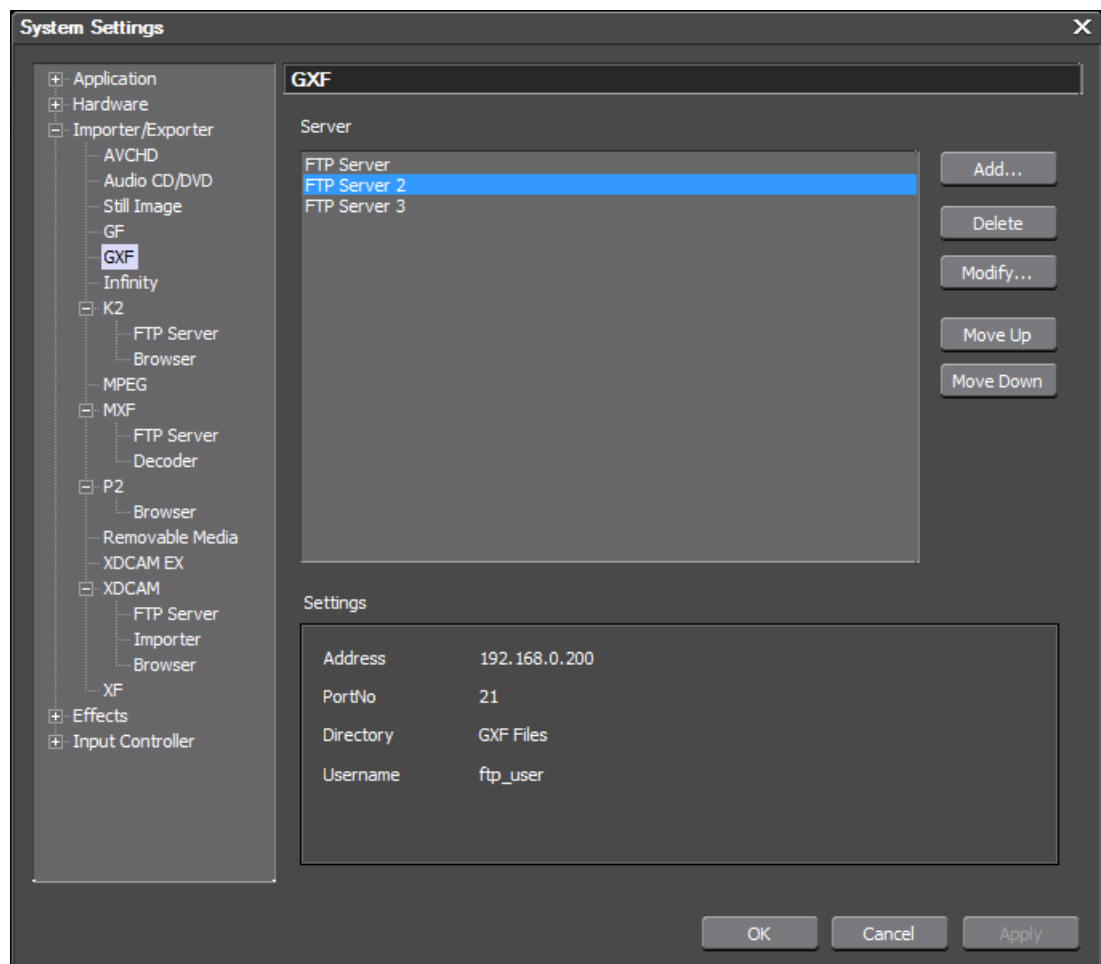 System Settings
Application
Hardware
Importer/Exporter
AVCHD
Audio CD/DVD
Still Image
GF
GXF
Infinity
K2
FTP Server
Browser
MPEG
MXF
FTP Server
Decoder
P2
Browser
Removable Media
XDCAM EX
XDCAM
FTP Server
Importer
Browser
XF
Effects
Input Controller
GXF
Server
FTP Server
FTP Server 2
FTP Server 3
Add...
Delete
Modify...
Move Up
Move Down
Settings
Address 192.168.0.200
PortNo 21
Directory GXF Files
Username ftp_user
OK Cancel Apply